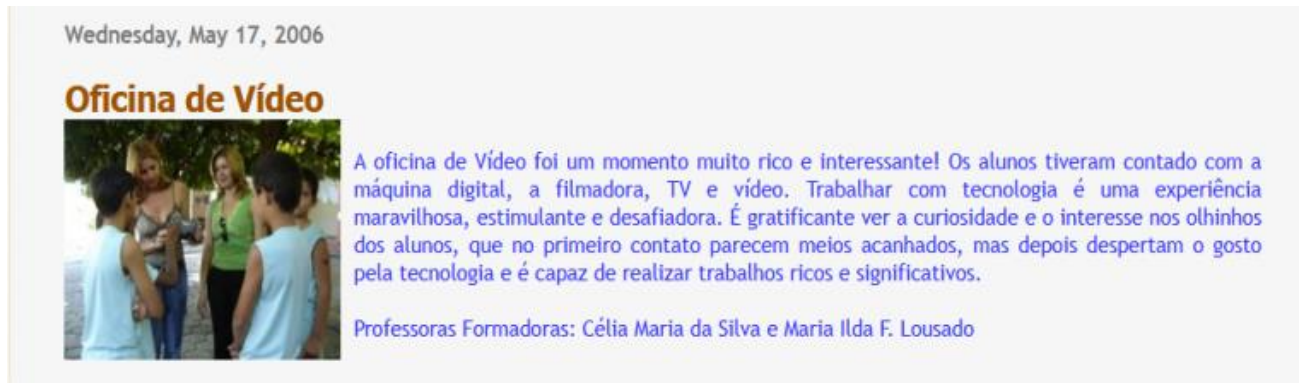 Wednesday, May 17, 2006
Oficina de Vídeo
A oficina de Vídeo foi um momento muito rico e interessante! Os alunos tiveram contado com a
máquina digital, a filmadora, TV e vídeo. Trabalhar com tecnologia é uma experiência
maravilhosa, estimulante e desafiadora. É gratificante ver a curiosidade e o interesse nos olhinhos
dos alunos, que no primeiro contato parecem meios acanhados, mas depois despertam o gosto
pela tecnologia e é capaz de realizar trabalhos ricos e significativos.
Professoras Formadoras: Célia Maria da Silva e Maria Ilda F. Lousado